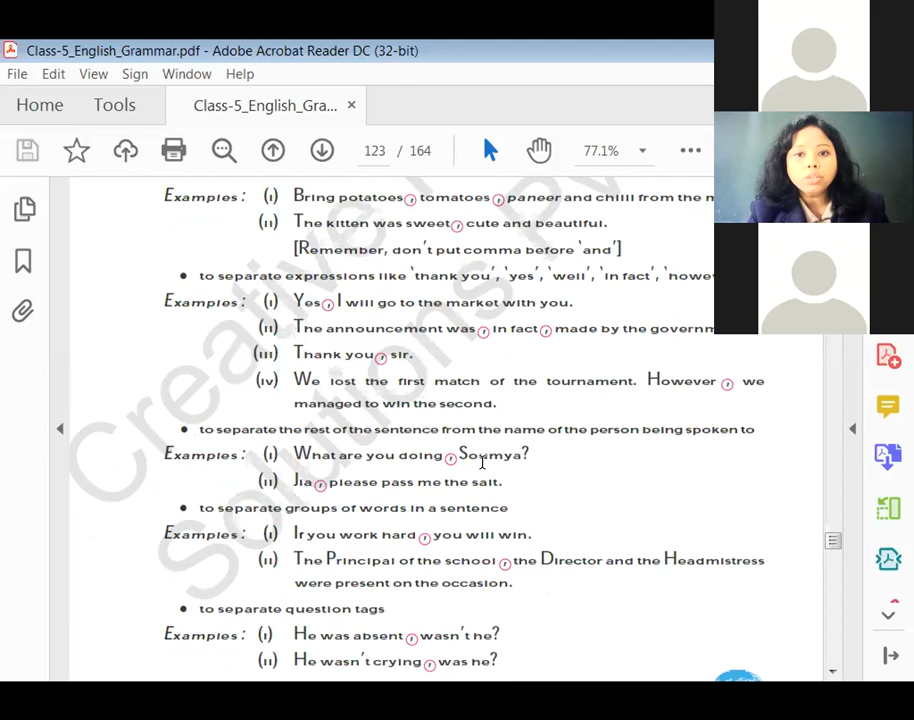 Class-5_English_Grammar.pdf - Adobe Acrobat Reader DC (32-bit)
File Edit View Sign Window Help
Home Tools Class-5_English_Gra... ×
123 / 164 77.1%
Examples : (i) Bring potatoes, tomatoes, paneer and chilli from the
(ii) The kitten was sweet, cute and beautiful.
[Remember, don't put comma before 'and']
• to separate expressions like 'thank you', 'yes', 'well', 'in fact',
Examples : (i) Yes, I will go to the market with you.
(ii) The announcement was, in fact, made by the
(iii) Thank you, sir.
(iv) We lost the first match of the tournament. However, we
managed to win the second.
• to separate the rest of the sentence from the name of the person being spoken to
Examples : (i) What are you doing, Soumya?
(ii) Jia, please pass me the salt.
• to separate groups of words in a sentence
Examples : (i) If you work hard, you will win.
(ii) The Principal of the school, the Director and the Headmistress
were present on the occasion.
• to separate question tags
Examples : (i) He was absent, wasn't he?
(ii) He wasn't crying, was he?
Creative
Solutions